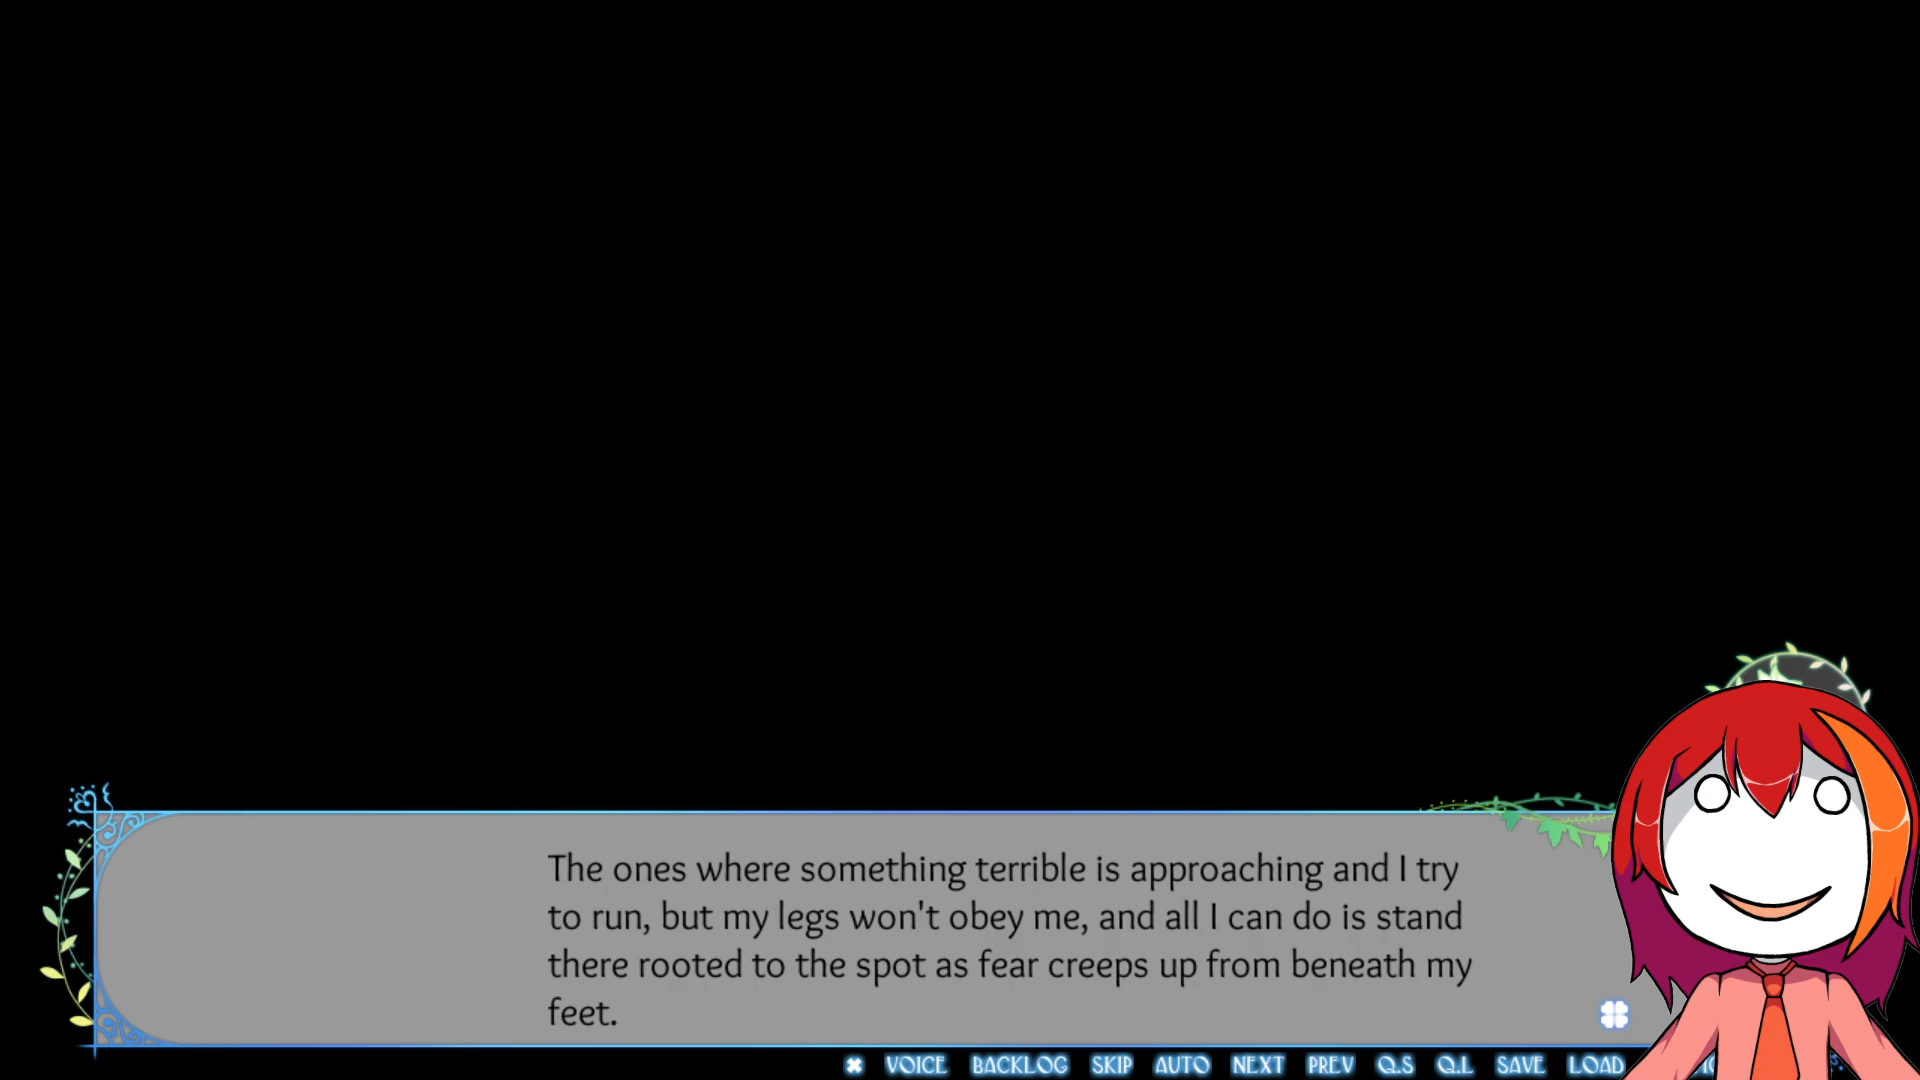 The ones where something terrible is approaching and I try
to run, but my legs won't obey me, and all I can do is stand
there rooted to the spot as fear creeps up from beneath my
feet.
VOICE BACKLOG SKIP AUTO NEXT PREV Q.S Q.L SAVE LOAD